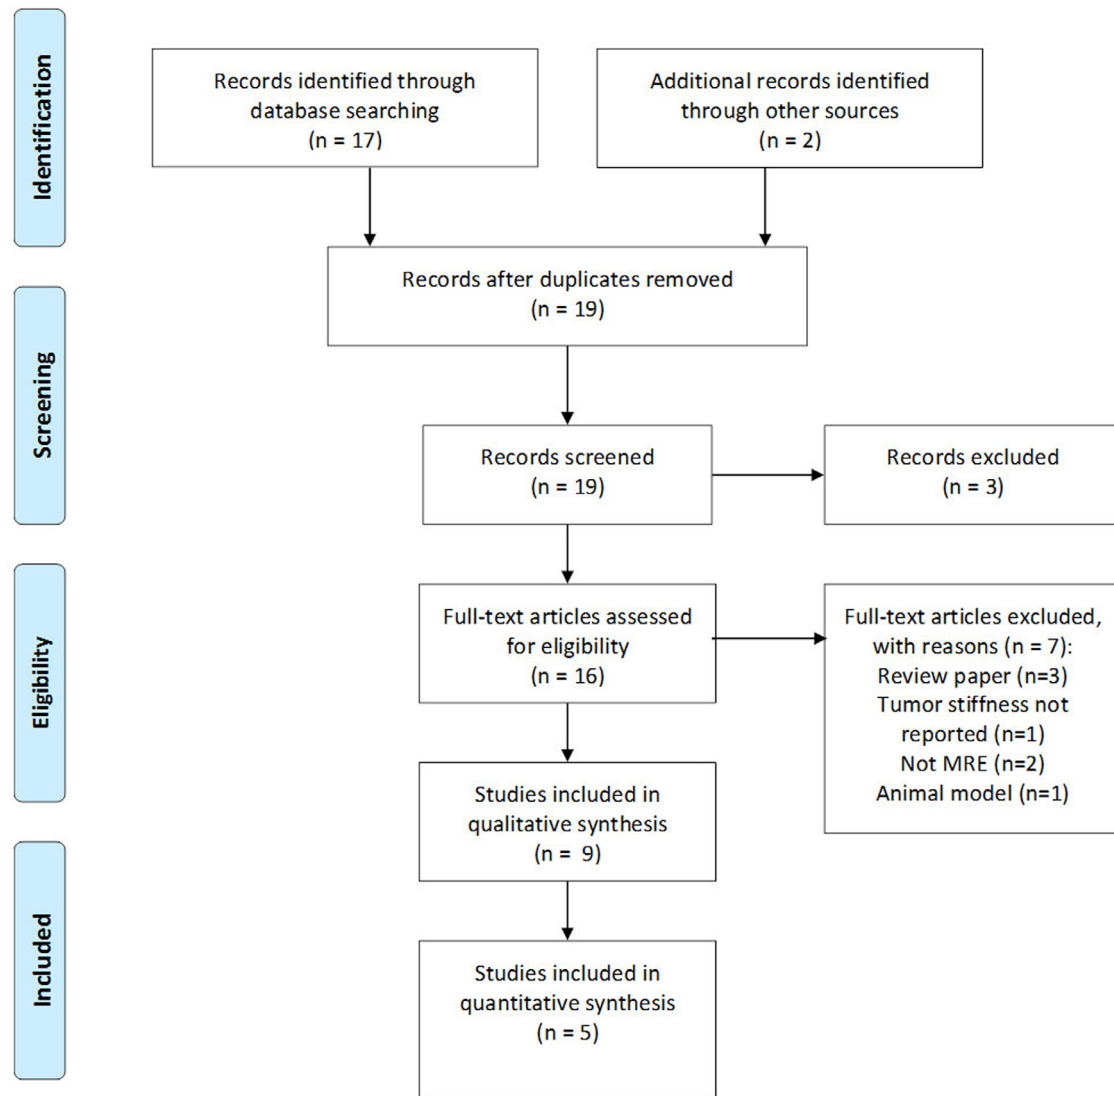 Identification
Records identified through
database searching
(n = 17)
Additional records identified
through other sources
(n = 2)
Records after duplicates removed
(n = 19)
Screening
Records screened
(n = 19)
Records excluded
(n = 3)
Eligibility
Full-text articles assessed
for eligibility
(n = 16)
Full-text articles excluded,
with reasons (n = 7):
Review paper (n=3)
Tumor stiffness not
reported (n=1)
Not MRE (n=2)
Animal model (n=1)
Studies included in
qualitative synthesis
(n = 9)
Included
Studies included in
quantitative synthesis
(n = 5)